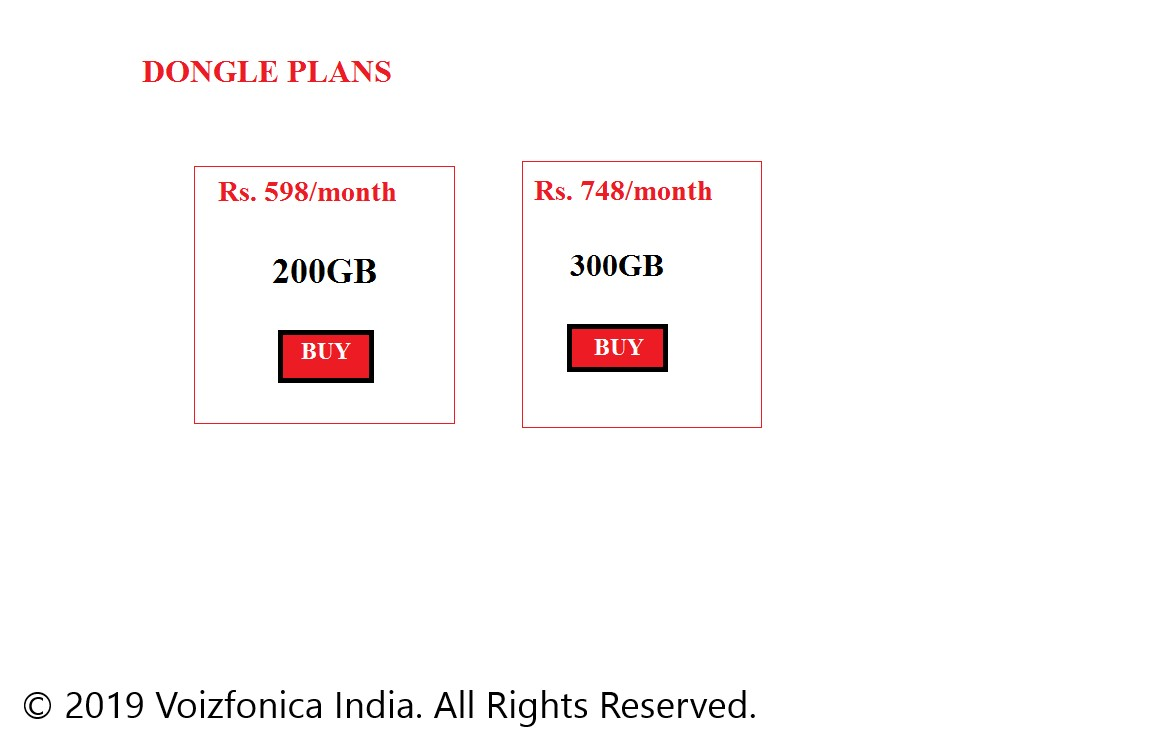 DONGLE PLANS
Rs. 598/month
200GB
BUY
Rs. 748/month
300GB
BUY
© 2019 Voizfonica India. All Rights Reserved.